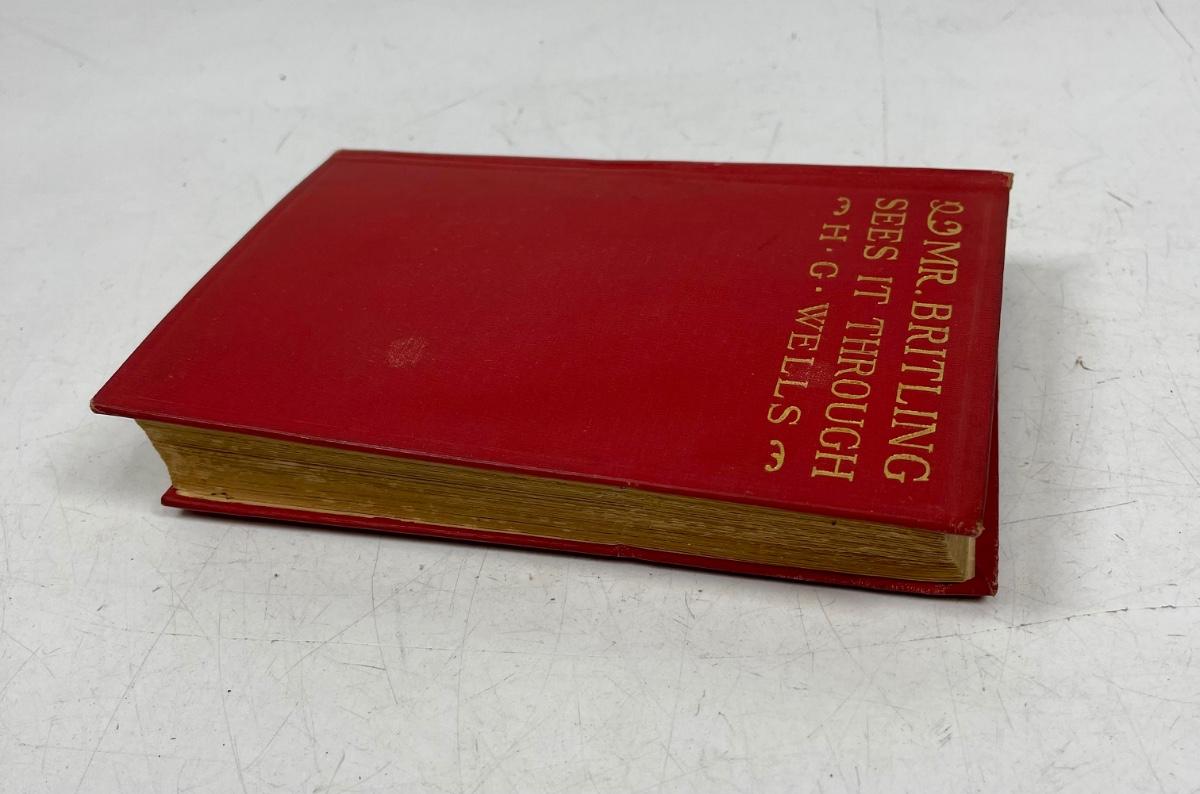 MR. BRITLING
SEES IT THROUGH
H · G · WELLS